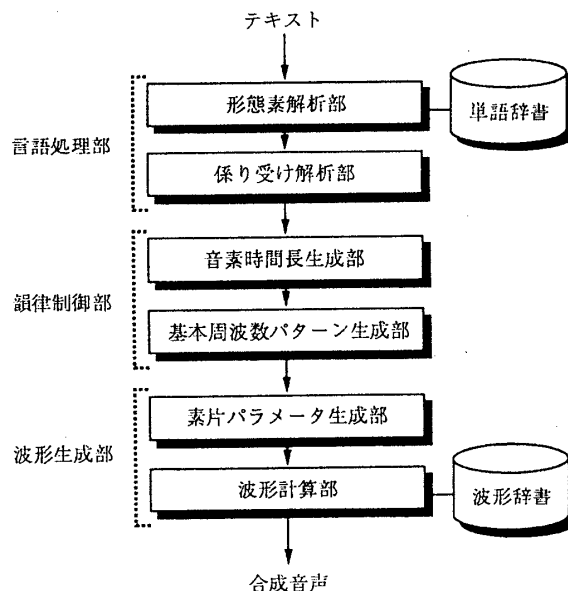 テキスト
形態素解析部
単語辞書
言語処理部
係り受け解析部
音素時間長生成部
韻律制御部
基本周波数パターン生成部
素片パラメータ生成部
波形生成部
波形計算部
波形辞書
合成音声